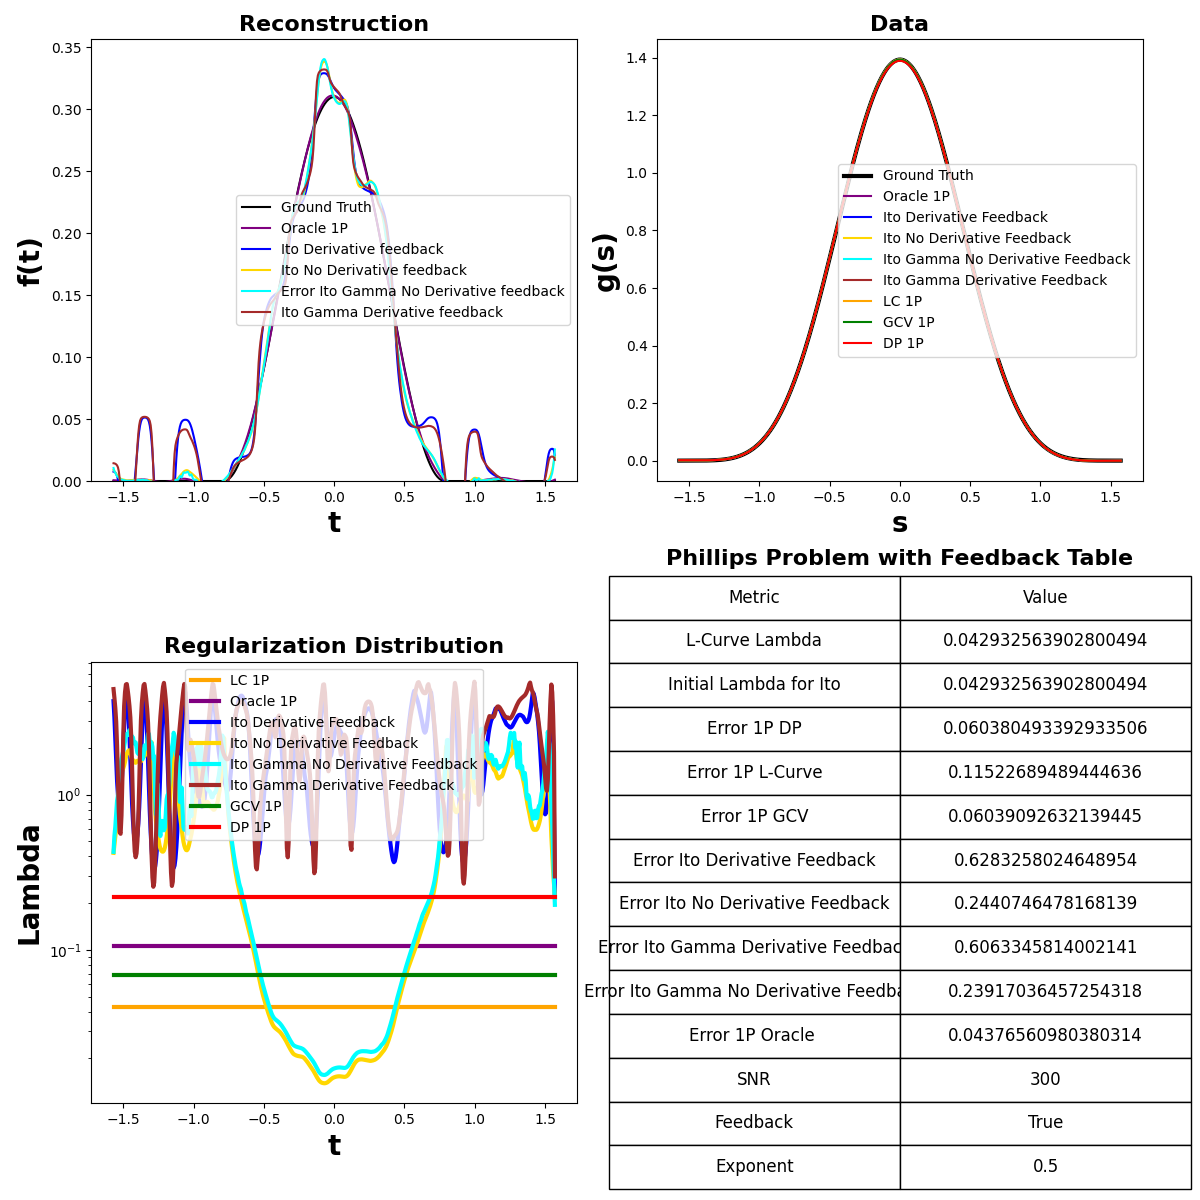 Reconstruction
0.35
0.30
0.25
0.20
0.15
0.10
0.05
0.00
f(t)
Ground Truth
Oracle 1P
Ito Derivative feedback
Ito No Derivative feedback
Error Ito Gamma No Derivative feedback
Ito Gamma Derivative feedback
−1.5 −1.0 −0.5 0.0 0.5 1.0 1.5
t
Data
1.4
1.2
1.0
0.8
0.6
0.4
0.2
0.0
g(s)
Ground Truth
Oracle 1P
Ito Derivative Feedback
Ito No Derivative Feedback
Ito Gamma No Derivative Feedback
Ito Gamma Derivative Feedback
LC 1P
GCV 1P
DP 1P
−1.5 −1.0 −0.5 0.0 0.5 1.0 1.5
s
Regularization Distribution
10⁰
10⁻¹
Lambda
LC 1P
Oracle 1P
Ito Derivative Feedback
Ito No Derivative Feedback
Ito Gamma No Derivative Feedback
Ito Gamma Derivative Feedback
GCV 1P
DP 1P
−1.5 −1.0 −0.5 0.0 0.5 1.0 1.5
t
Phillips Problem with Feedback Table
Metric Value
L-Curve Lambda 0.042932563902800494
Initial Lambda for Ito 0.042932563902800494
Error 1P DP 0.060380493392933506
Error 1P L-Curve 0.11522689489444636
Error 1P GCV 0.06039092632139445
Error Ito Derivative Feedback 0.6283258024648954
Error Ito No Derivative Feedback 0.2440746478168139
Error Ito Gamma Derivative Feedbac 0.6063345814002141
Error Ito Gamma No Derivative Feedba 0.23917036457254318
Error 1P Oracle 0.04376560980380314
SNR 300
Feedback True
Exponent 0.5